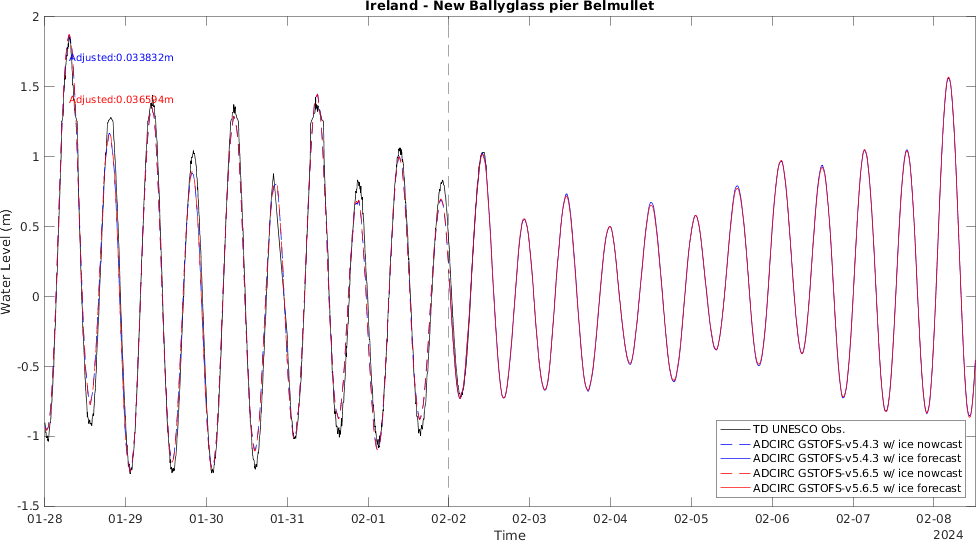 Ireland - New Ballyglass pier Belmullet
Adjusted:0.033832m
Adjusted:0.036594m
Water Level (m)
2
1.5
1
0.5
0
-0.5
-1
-1.5
TD UNESCO Obs.
ADCIRC GSTOFS-v5.4.3 w/ ice nowcast
ADCIRC GSTOFS-v5.4.3 w/ ice forecast
ADCIRC GSTOFS-v5.6.5 w/ ice nowcast
ADCIRC GSTOFS-v5.6.5 w/ ice forecast
01-28 01-29 01-30 01-31 02-01 02-02 02-03 02-04 02-05 02-06 02-07 02-08
Time
2024